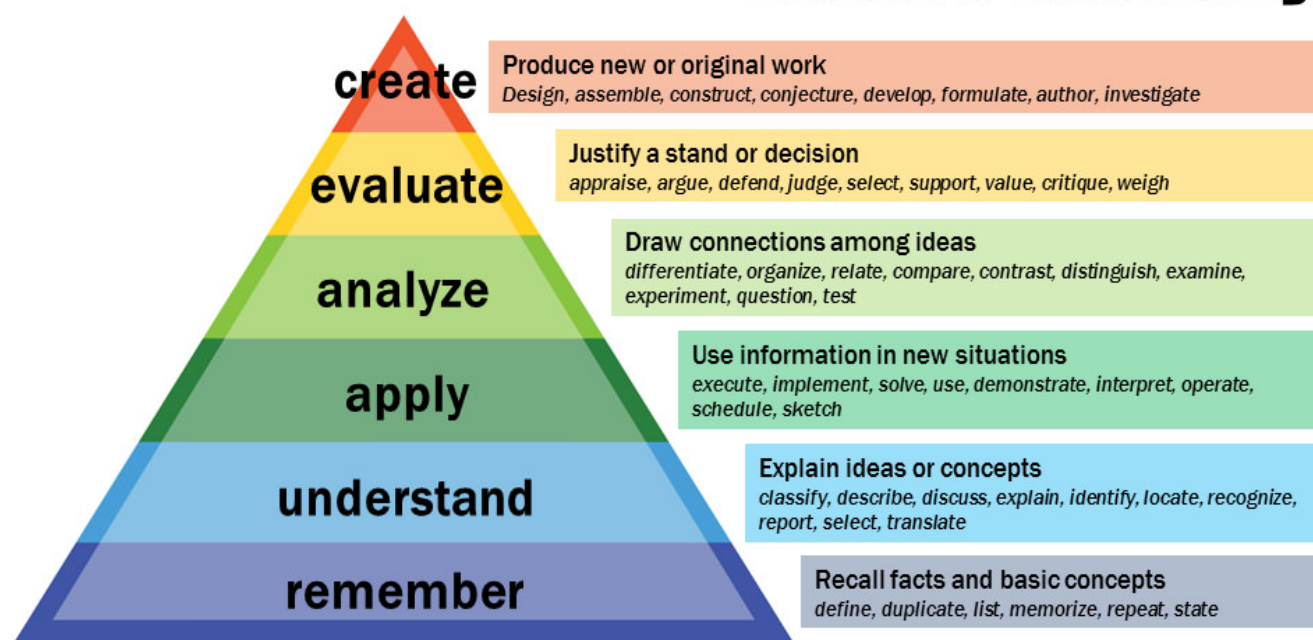 create
Produce new or original work
Design, assemble, construct, conjecture, develop, formulate, author, investigate
evaluate
Justify a stand or decision
appraise, argue, defend, judge, select, support, value, critique, weigh
analyze
Draw connections among ideas
differentiate, organize, relate, compare, contrast, distinguish, examine,
experiment, question, test
apply
Use information in new situations
execute, implement, solve, use, demonstrate, interpret, operate,
schedule, sketch
understand
Explain ideas or concepts
classify, describe, discuss, explain, identify, locate, recognize,
report, select, translate
remember
Recall facts and basic concepts
define, duplicate, list, memorize, repeat, state